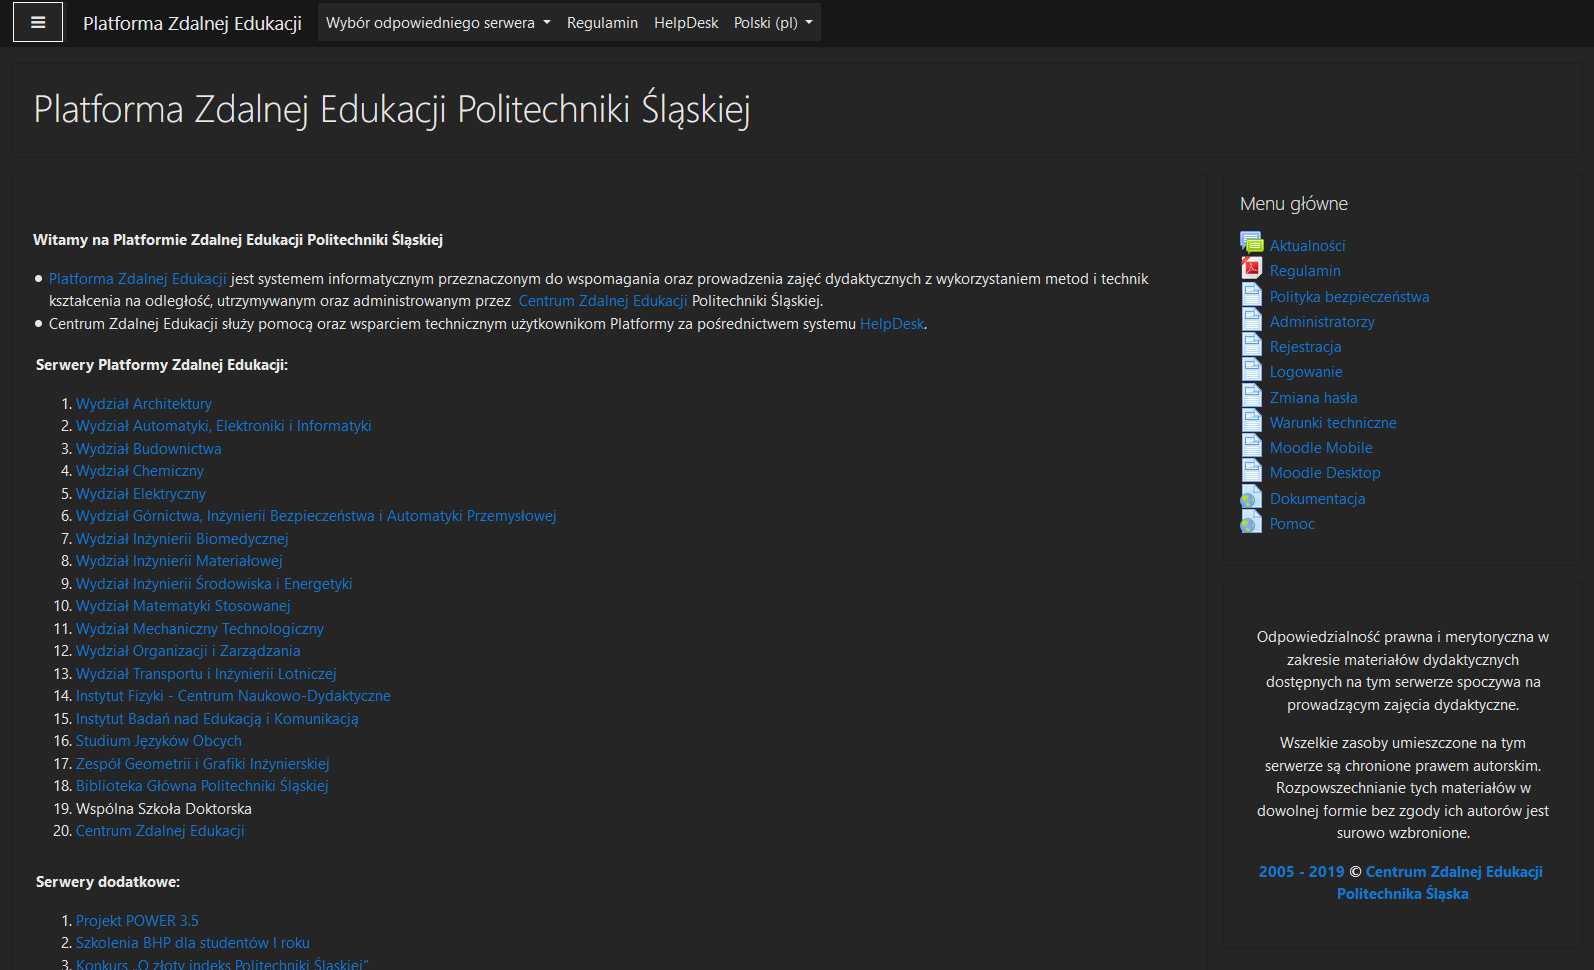 Platforma Zdalnej Edukacji
Wybór odpowiedniego serwera
Regulamin
HelpDesk
Polski (pl)
Platforma Zdalnej Edukacji Politechniki Śląskiej
Witamy na Platformie Zdalnej Edukacji Politechniki Śląskiej
Platforma Zdalnej Edukacji jest systemem informatycznym przeznaczonym do wspomagania oraz prowadzenia zajęć dydaktycznych z wykorzystaniem metod i technik
kształcenia na odległość, utrzymywanym oraz administrowanym przez Centrum Zdalnej Edukacji Politechniki Śląskiej.
Centrum Zdalnej Edukacji służy pomocą oraz wsparciem technicznym użytkownikom Platformy za pośrednictwem systemu HelpDesk.
Serwery Platformy Zdalnej Edukacji:
1. Wydział Architektury
2. Wydział Automatyki, Elektroniki i Informatyki
3. Wydział Budownictwa
4. Wydział Chemiczny
5. Wydział Elektryczny
6. Wydział Górnictwa, Inżynierii Bezpieczeństwa i Automatyki Przemysłowej
7. Wydział Inżynierii Biomedycznej
8. Wydział Inżynierii Materiałowej
9. Wydział Inżynierii Środowiska i Energetyki
10. Wydział Matematyki Stosowanej
11. Wydział Mechaniczny Technologiczny
12. Wydział Organizacji i Zarządzania
13. Wydział Transportu i Inżynierii Lotniczej
14. Instytut Fizyki - Centrum Naukowo-Dydaktyczne
15. Instytut Badań nad Edukacją i Komunikacją
16. Studium Języków Obcych
17. Zespół Geometrii i Grafiki Inżynierskiej
18. Biblioteka Główna Politechniki Śląskiej
19. Wspólna Szkoła Doktorska
20. Centrum Zdalnej Edukacji
Serwery dodatkowe:
1. Projekt POWER 3.5
2. Szkolenia BHP dla studentów I roku
3. Konkurs „O złoty indeks Politechniki Śląskiej”
Menu główne
Aktualności
Regulamin
Polityka bezpieczeństwa
Administratorzy
Rejestracja
Logowanie
Zmiana hasła
Warunki techniczne
Moodle Mobile
Moodle Desktop
Dokumentacja
Pomoc
Odpowiedzialność prawna i merytoryczna w
zakresie materiałów dydaktycznych
dostępnych na tym serwerze spoczywa na
prowadzącym zajęcia dydaktyczne.
Wszelkie zasoby umieszczone na tym
serwerze są chronione prawem autorskim.
Rozpowszechnianie tych materiałów w
dowolnej formie bez zgody ich autorów jest
surowo wzbronione.
2005 - 2019 © Centrum Zdalnej Edukacji
Politechnika Śląska